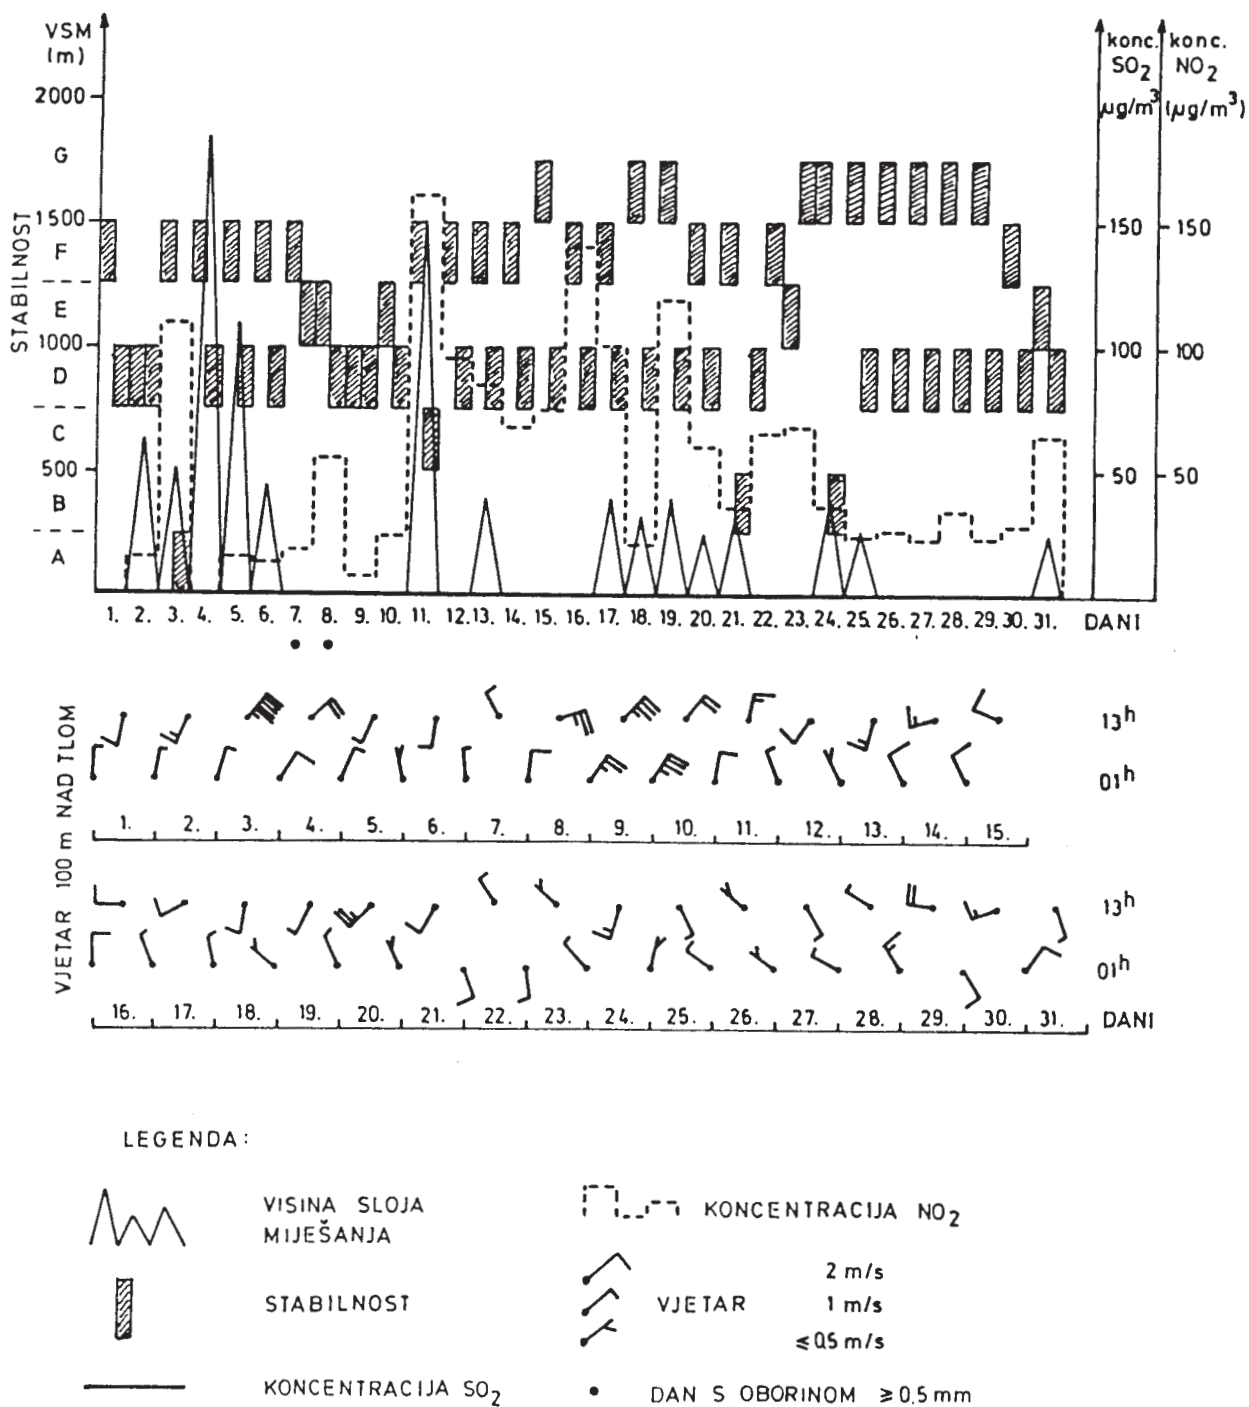 VSM
(m)
konc.
SO2
µg/m3
konc.
NO2
(µg/m3)
2000
G
1500
F
150
150
E
STABILNOST
1000
D
100
100
C
500
B
50
50
A
1. 2. 3. 4. 5. 6. 7. 8. 9. 10. 11. 12. 13. 14. 15. 16. 17. 18. 19. 20. 21. 22. 23. 24. 25. 26. 27. 28. 29. 30. 31. DANI
VJETAR 100 m NAD TLOM
13h
01h
1. 2. 3. 4. 5. 6. 7. 8. 9. 10. 11. 12. 13. 14. 15.
13h
01h
16. 17. 18. 19. 20. 21. 22. 23. 24. 25. 26. 27. 28. 29. 30. 31. DANI
LEGENDA:
VISINA SLOJA
MIJEŠANJA
KONCENTRACIJA NO2
STABILNOST
VJETAR
2 m/s
1 m/s
≤ 0.5 m/s
KONCENTRACIJA SO2
DAN S OBORINOM ≥ 0,5 mm